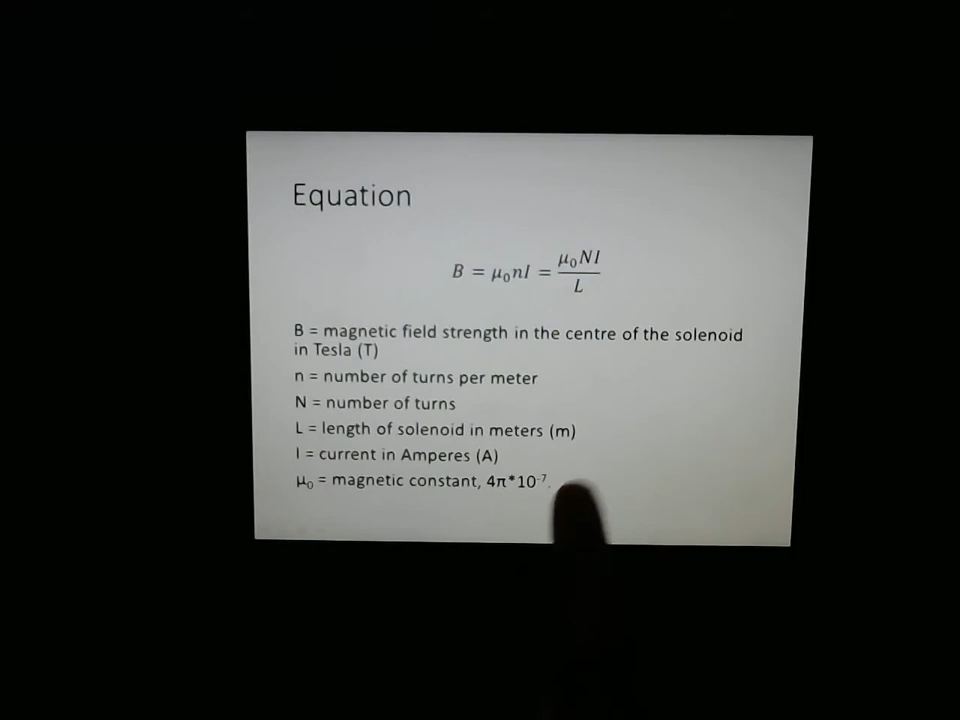 Equation
B = μ₀nI = μ₀NI / L
B = magnetic field strength in the centre of the solenoid
in Tesla (T)
n = number of turns per meter
N = number of turns
L = length of solenoid in meters (m)
I = current in Amperes (A)
μ₀ = magnetic constant, 4π*10⁻⁷.